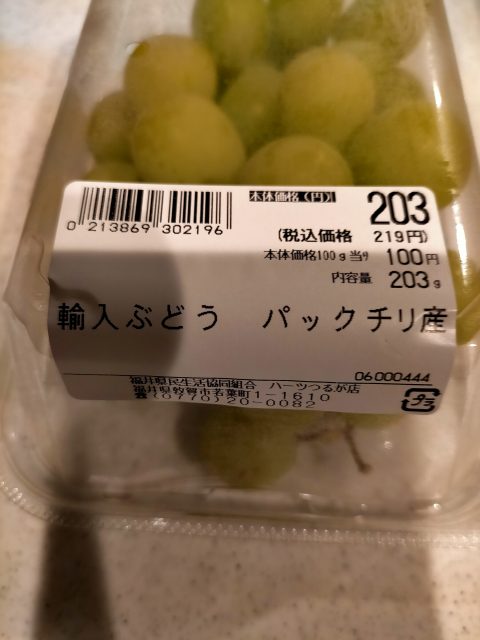 本体価格(円) 203
(税込価格 219円)
本体価格100g当り 100円
内容量 203g
0 213869 302196
輸入ぶどう パックチリ産
06000444
福井県民生活協同組合 ハーツつるが店
福井県敦賀市若葉町1-1610
☎(0770)20-0082
プラ